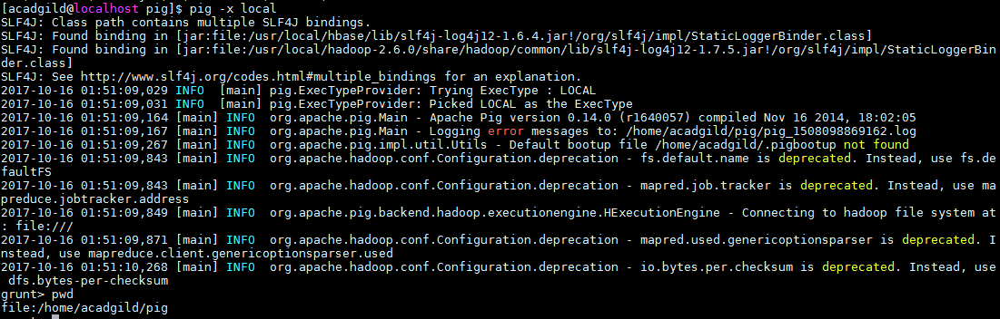 [acadgild@localhost pig]$ pig -x local
SLF4J: Class path contains multiple SLF4J bindings.
SLF4J: Found binding in [jar:file:/usr/local/hbase/lib/slf4j-log4j12-1.6.4.jar!/org/slf4j/impl/StaticLoggerBinder.class]
SLF4J: Found binding in [jar:file:/usr/local/hadoop-2.6.0/share/hadoop/common/lib/slf4j-log4j12-1.7.5.jar!/org/slf4j/impl/StaticLoggerBin
der.class]
SLF4J: See http://www.slf4j.org/codes.html#multiple_bindings for an explanation.
2017-10-16 01:51:09,029 INFO  [main] pig.ExecTypeProvider: Trying ExecType : LOCAL
2017-10-16 01:51:09,031 INFO  [main] pig.ExecTypeProvider: Picked LOCAL as the ExecType
2017-10-16 01:51:09,164 [main] INFO  org.apache.pig.Main - Apache Pig version 0.14.0 (r1640057) compiled Nov 16 2014, 18:02:05
2017-10-16 01:51:09,167 [main] INFO  org.apache.pig.Main - Logging error messages to: /home/acadgild/pig/pig_1508098869162.log
2017-10-16 01:51:09,267 [main] INFO  org.apache.pig.impl.util.Utils - Default bootup file /home/acadgild/.pigbootup not found
2017-10-16 01:51:09,843 [main] INFO  org.apache.hadoop.conf.Configuration.deprecation - fs.default.name is deprecated. Instead, use fs.de
faultFS
2017-10-16 01:51:09,843 [main] INFO  org.apache.hadoop.conf.Configuration.deprecation - mapred.job.tracker is deprecated. Instead, use ma
preduce.jobtracker.address
2017-10-16 01:51:09,849 [main] INFO  org.apache.pig.backend.hadoop.executionengine.HExecutionEngine - Connecting to hadoop file system at
: file:///
2017-10-16 01:51:09,871 [main] INFO  org.apache.hadoop.conf.Configuration.deprecation - mapred.used.genericoptionsparser is deprecated. I
nstead, use mapreduce.client.genericoptionsparser.used
2017-10-16 01:51:10,268 [main] INFO  org.apache.hadoop.conf.Configuration.deprecation - io.bytes.per.checksum is deprecated. Instead, use
 dfs.bytes-per-checksum
grunt> pwd
file:/home/acadgild/pig